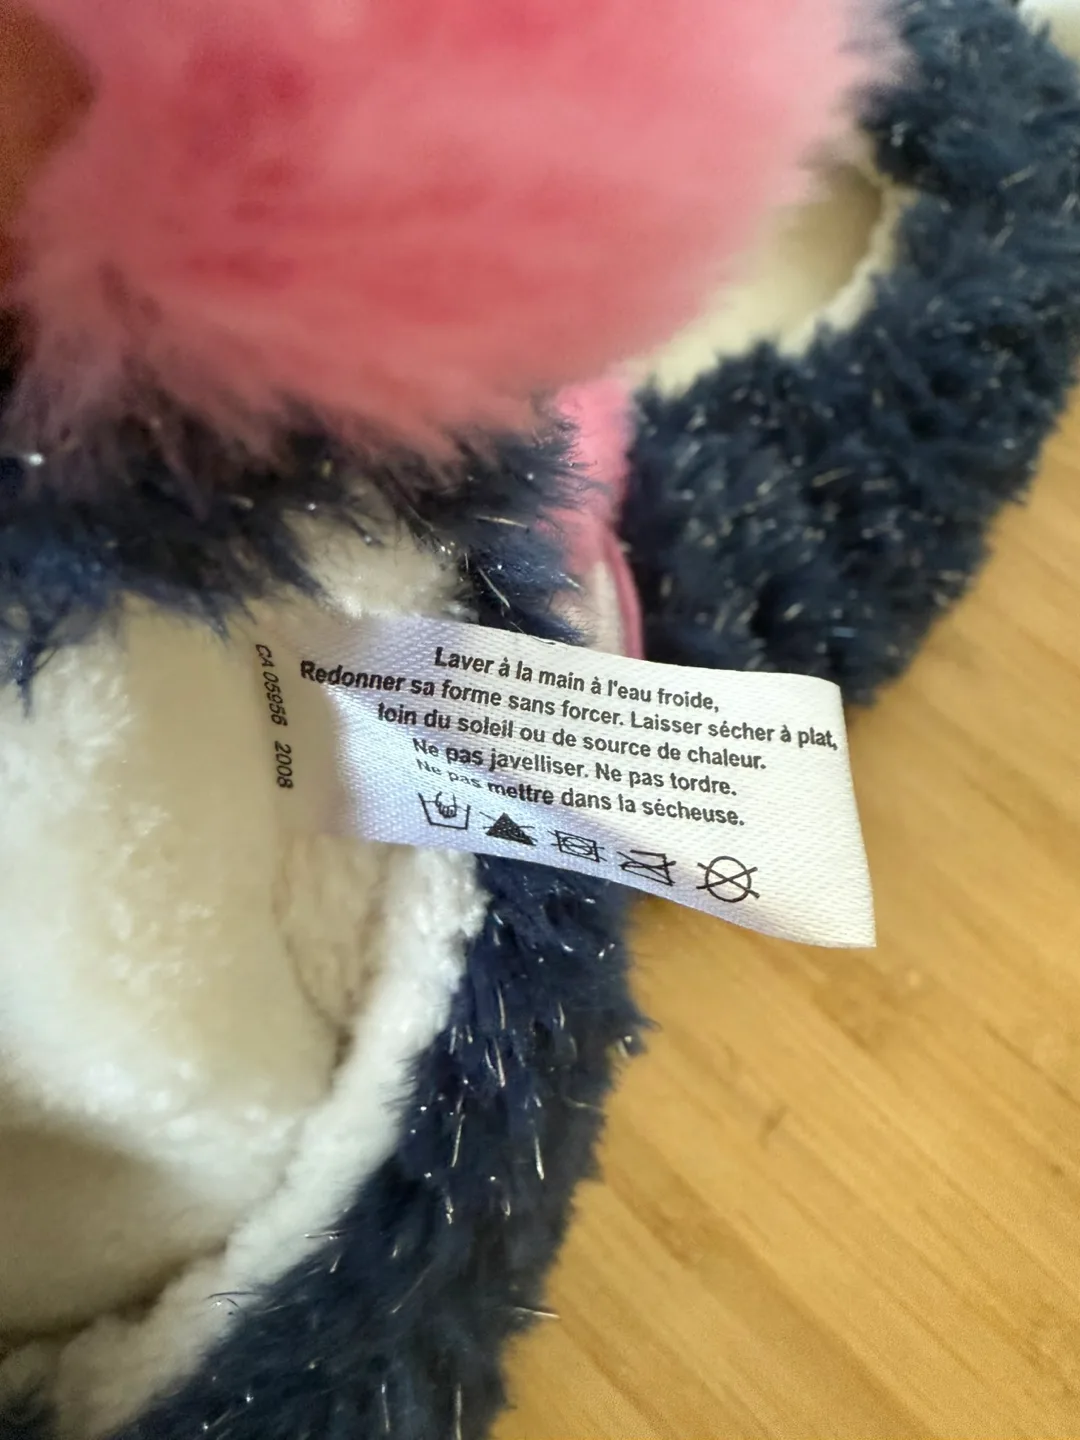 Laver à la main à l'eau froide,
Redonner sa forme sans forcer. Laisser sécher à plat,
loin du soleil ou de source de chaleur.
Ne pas javelliser. Ne pas tordre.
Ne pas mettre dans la sécheuse.
CA 05956 2008